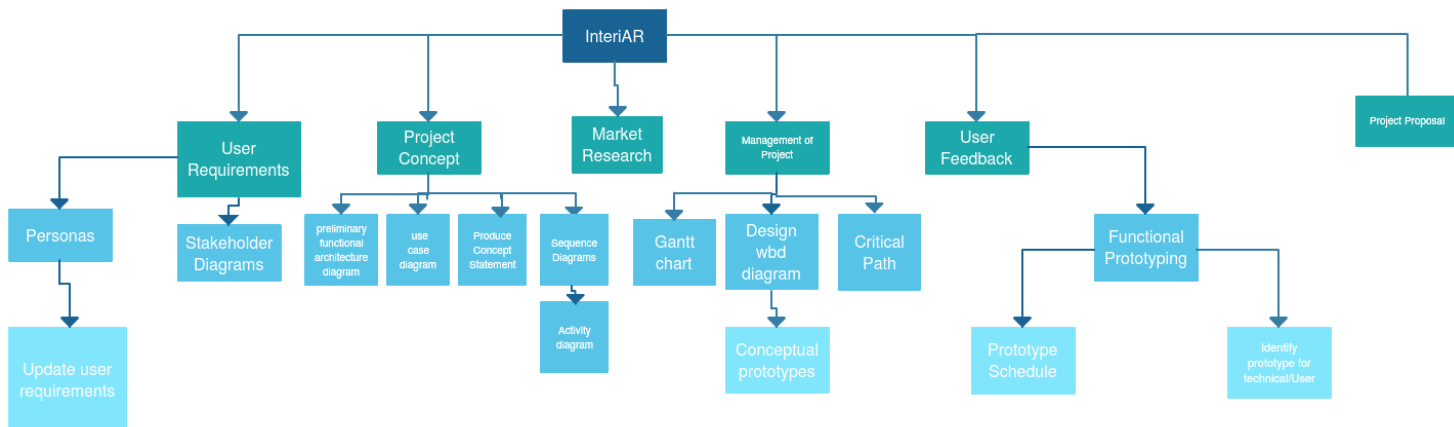 InteriAR
User
Requirements
Project
Concept
Market
Research
Management of
Project
User
Feedback
Project Proposal
Personas
Stakeholder
Diagrams
preliminary
functional
architecture
diagram
use
case
diagram
Produce
Concept
Statement
Sequence
Diagrams
Gantt
chart
Design
wbd
diagram
Critical
Path
Functional
Prototyping
Update user
requirements
Activity
diagram
Conceptual
prototypes
Prototype
Schedule
Identify
prototype for
technical/User